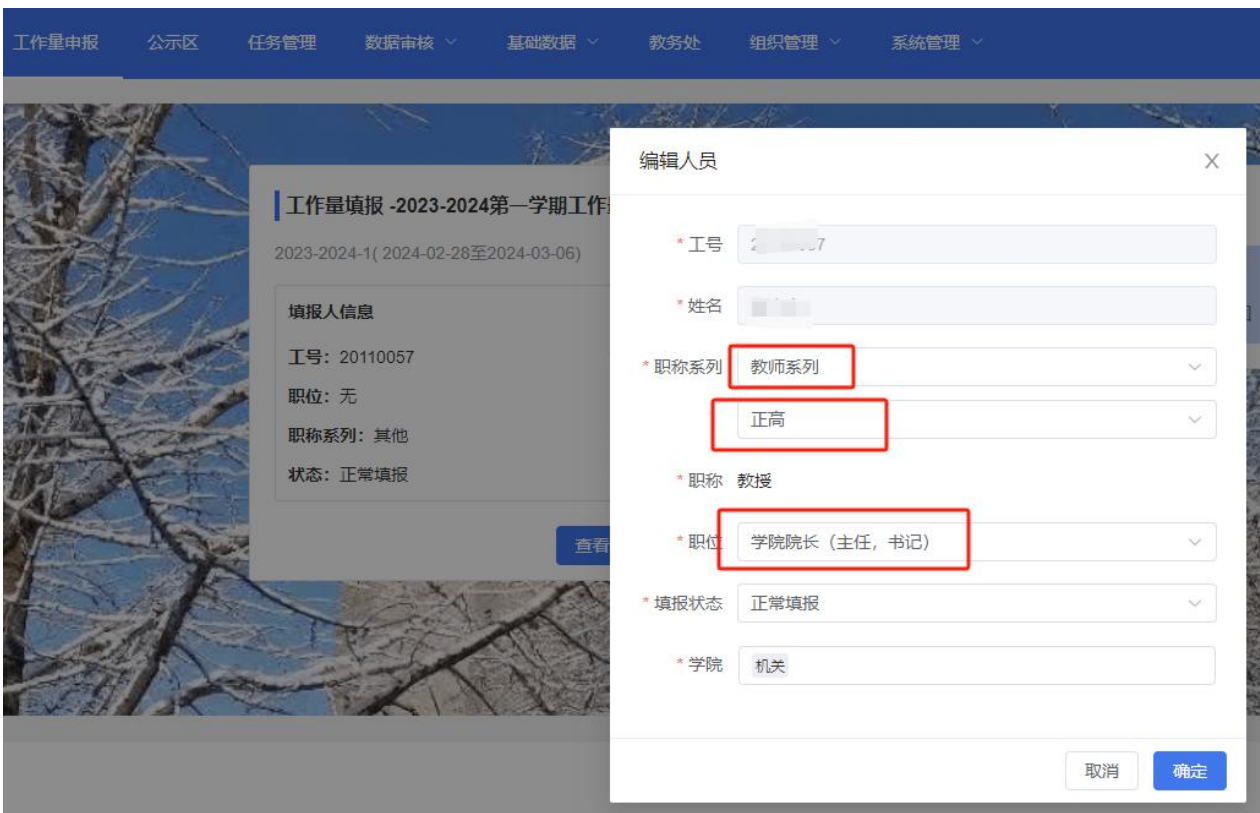 工作量申报 公示区 任务管理 数据审核 基础数据 教务处 组织管理 系统管理
工作量填报 -2023-2024第一学期工作
2023-2024-1( 2024-02-28至2024-03-06)
填报人信息
工号：20110057
职位：无
职称系列：其他
状态：正常填报
查看
编辑人员
* 工号
* 姓名
* 职称系列 教师系列
正高
* 职称 教授
* 职位 学院院长（主任，书记）
* 填报状态 正常填报
* 学院 机关
取消 确定